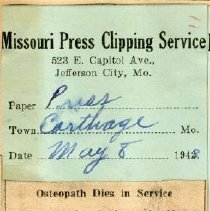 Missouri Press Clipping Service
523 E. Capitol Ave.,
Jefferson City, Mo.
Paper Press
Town Carthage Mo.
Date May 8 1942
Osteopath Dies in Service